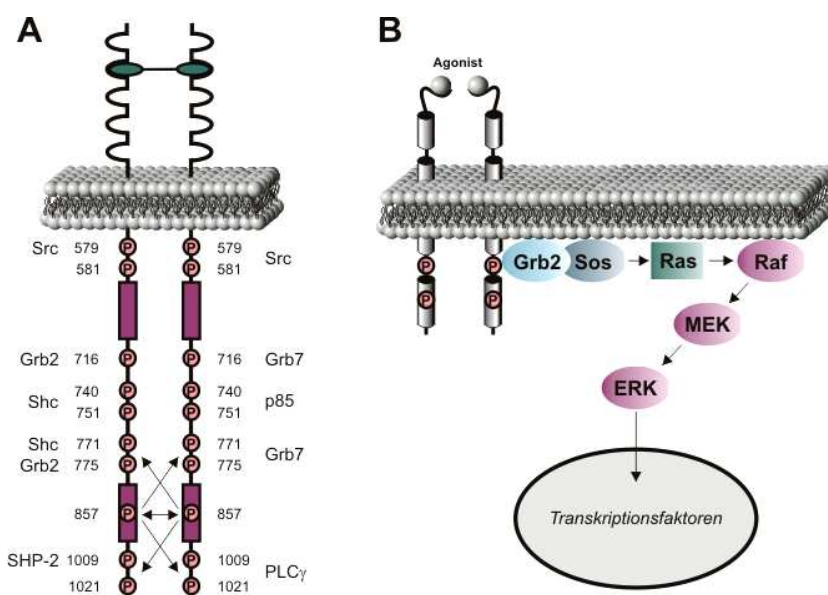 A
Src 579 P P 579 Src
581 P P 581
Grb2 716 P P 716 Grb7
Shc 740 P P 740 p85
751 P P 751
Shc 771 P P 771 Grb7
Grb2 775 P P 775
857 P P 857
SHP-2 1009 P P 1009 PLCγ
1021 P P 1021
B
Agonist
P P
P P
Grb2 Sos Ras Raf
MEK
ERK
Transkriptionsfaktoren